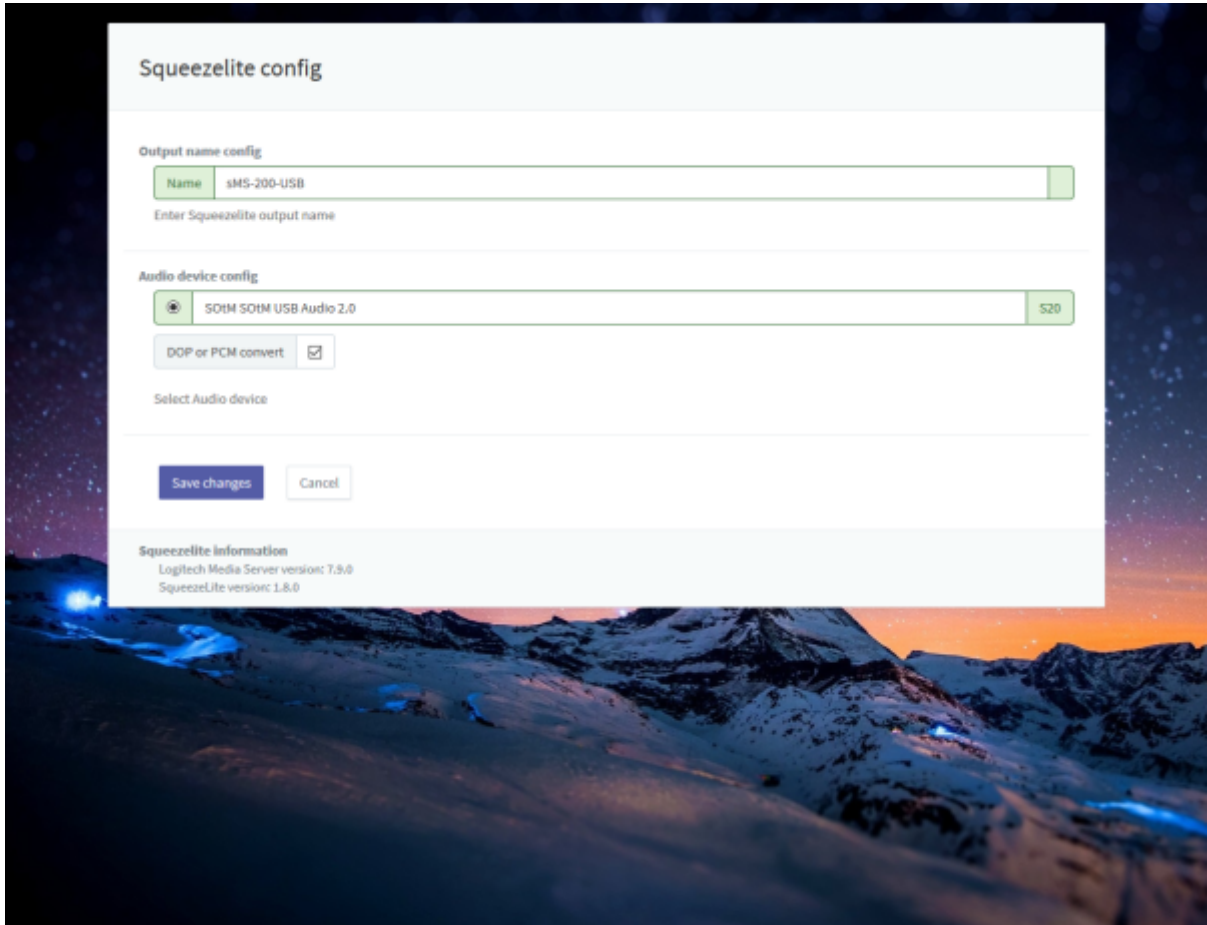 Squeezelite config
Output name config
Name sMS-200-USB
Enter Squeezelite output name
Audio device config
SOtM SOtM USB Audio 2.0 S20
DOP or PCM convert
Select Audio device
Save changes Cancel
Squeezelite information
Logitech Media Server version: 7.9.0
SqueezeLite version: 1.8.0